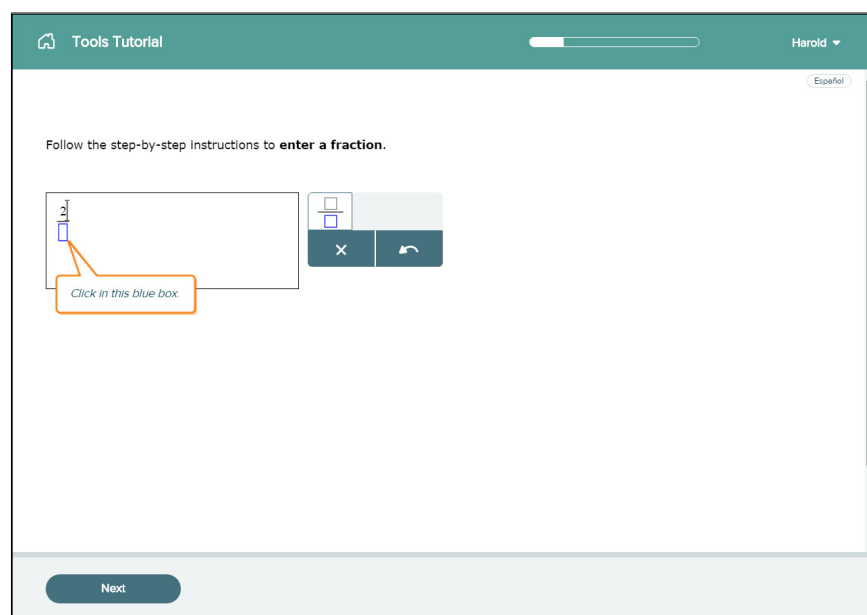 Tools Tutorial
Harold
Español
Follow the step-by-step instructions to enter a fraction.
2
Click in this blue box.
Next